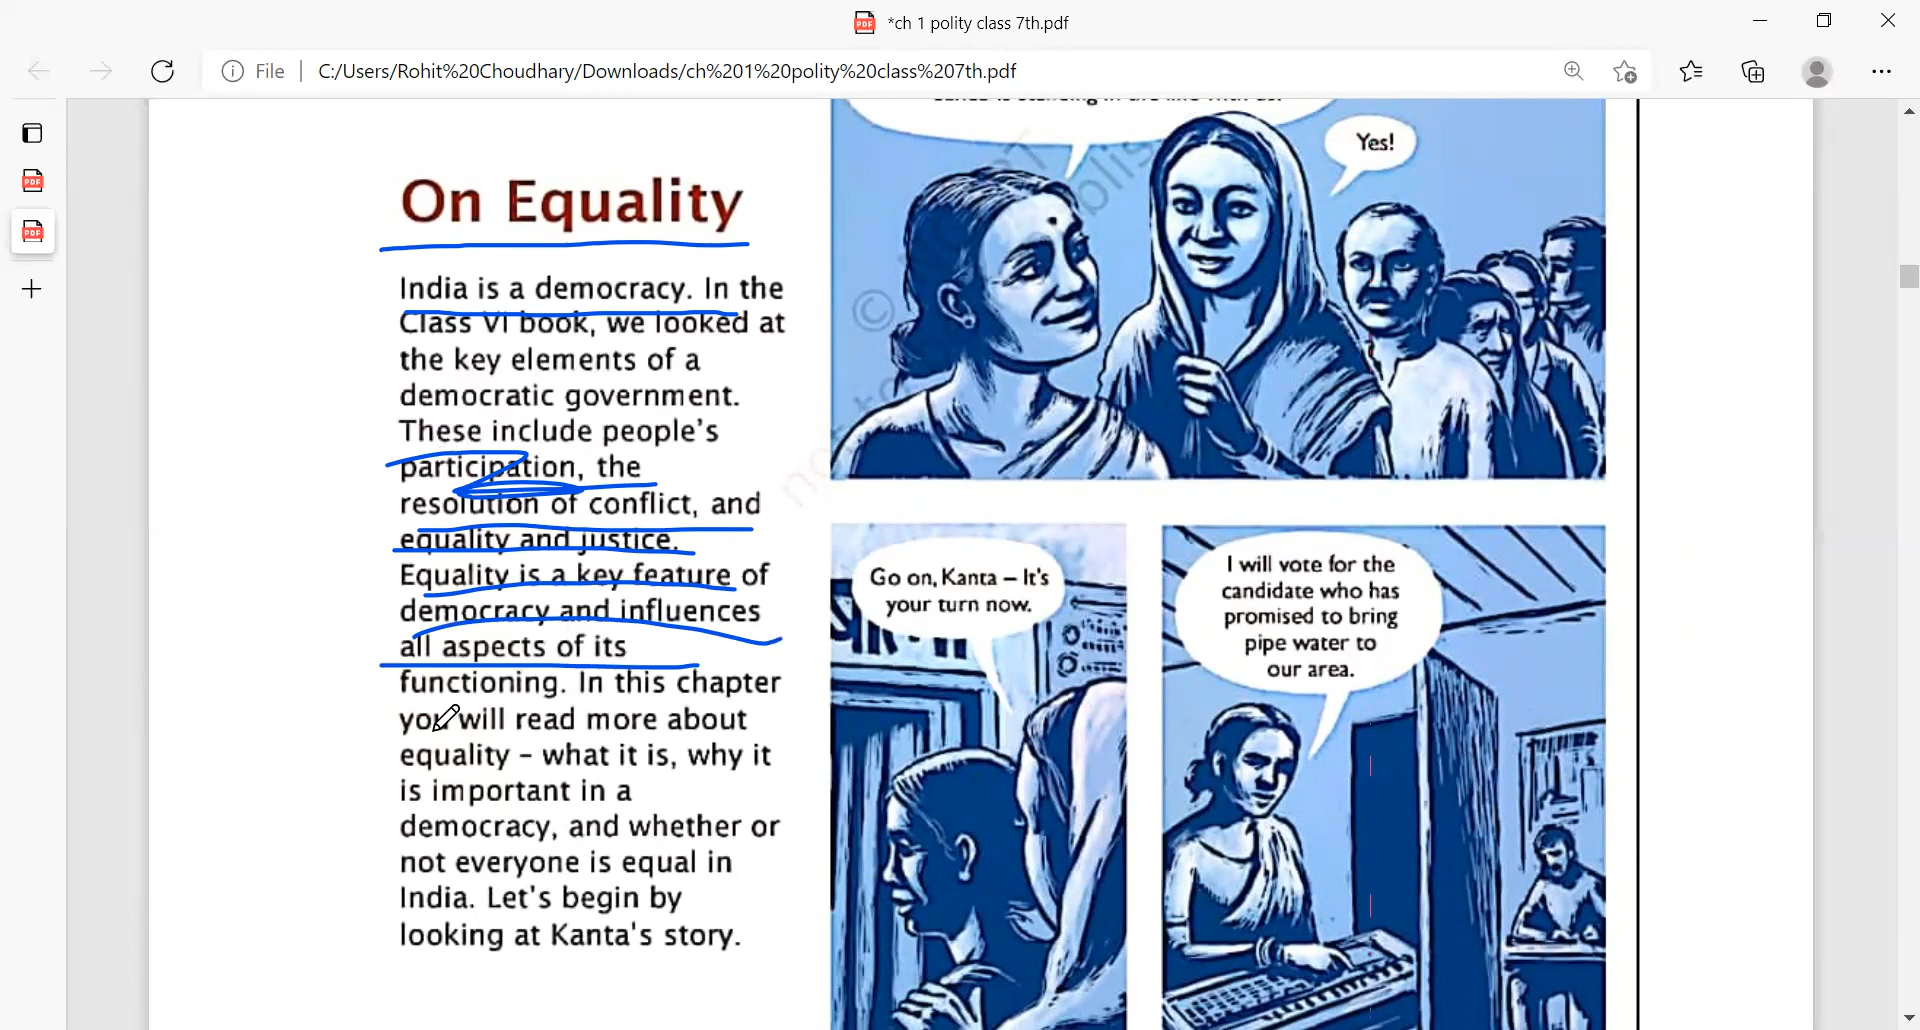 *ch 1 polity class 7th.pdf
File
C:/Users/Rohit%20Choudhary/Downloads/ch%201%20polity%20class%207th.pdf
On Equality
India is a democracy. In the
Class VI book, we looked at
the key elements of a
democratic government.
These include people's
participation, the
resolution of conflict, and
equality and justice.
Equality is a key feature of
democracy and influences
all aspects of its
functioning. In this chapter
you will read more about
equality – what it is, why it
is important in a
democracy, and whether or
not everyone is equal in
India. Let's begin by
looking at Kanta's story.
Yes!
Go on, Kanta – It's
your turn now.
I will vote for the
candidate who has
promised to bring
pipe water to
our area.
PDF
PDF
PDF